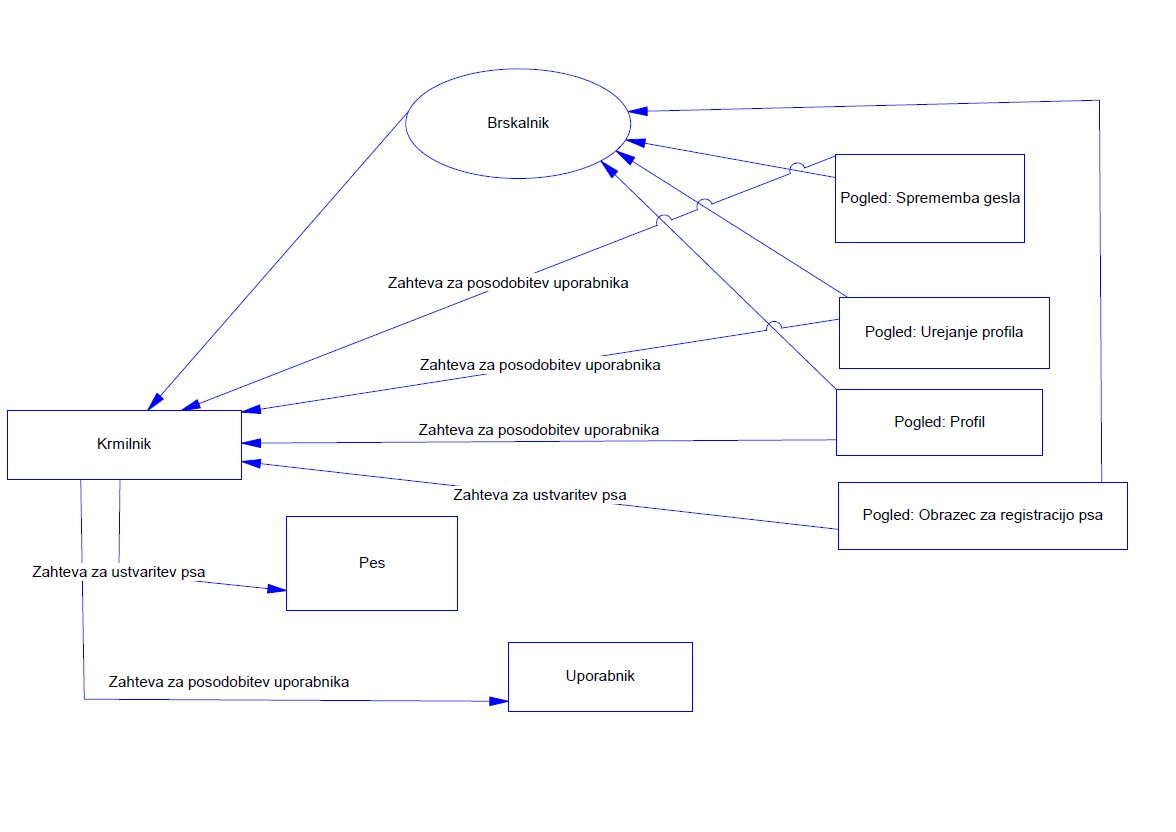 Brskalnik
Pogled: Sprememba gesla
Zahteva za posodobitev uporabnika
Pogled: Urejanje profila
Zahteva za posodobitev uporabnika
Pogled: Profil
Zahteva za posodobitev uporabnika
Krmilnik
Zahteva za ustvaritev psa
Pogled: Obrazec za registracijo psa
Pes
Zahteva za ustvaritev psa
Uporabnik
Zahteva za posodobitev uporabnika